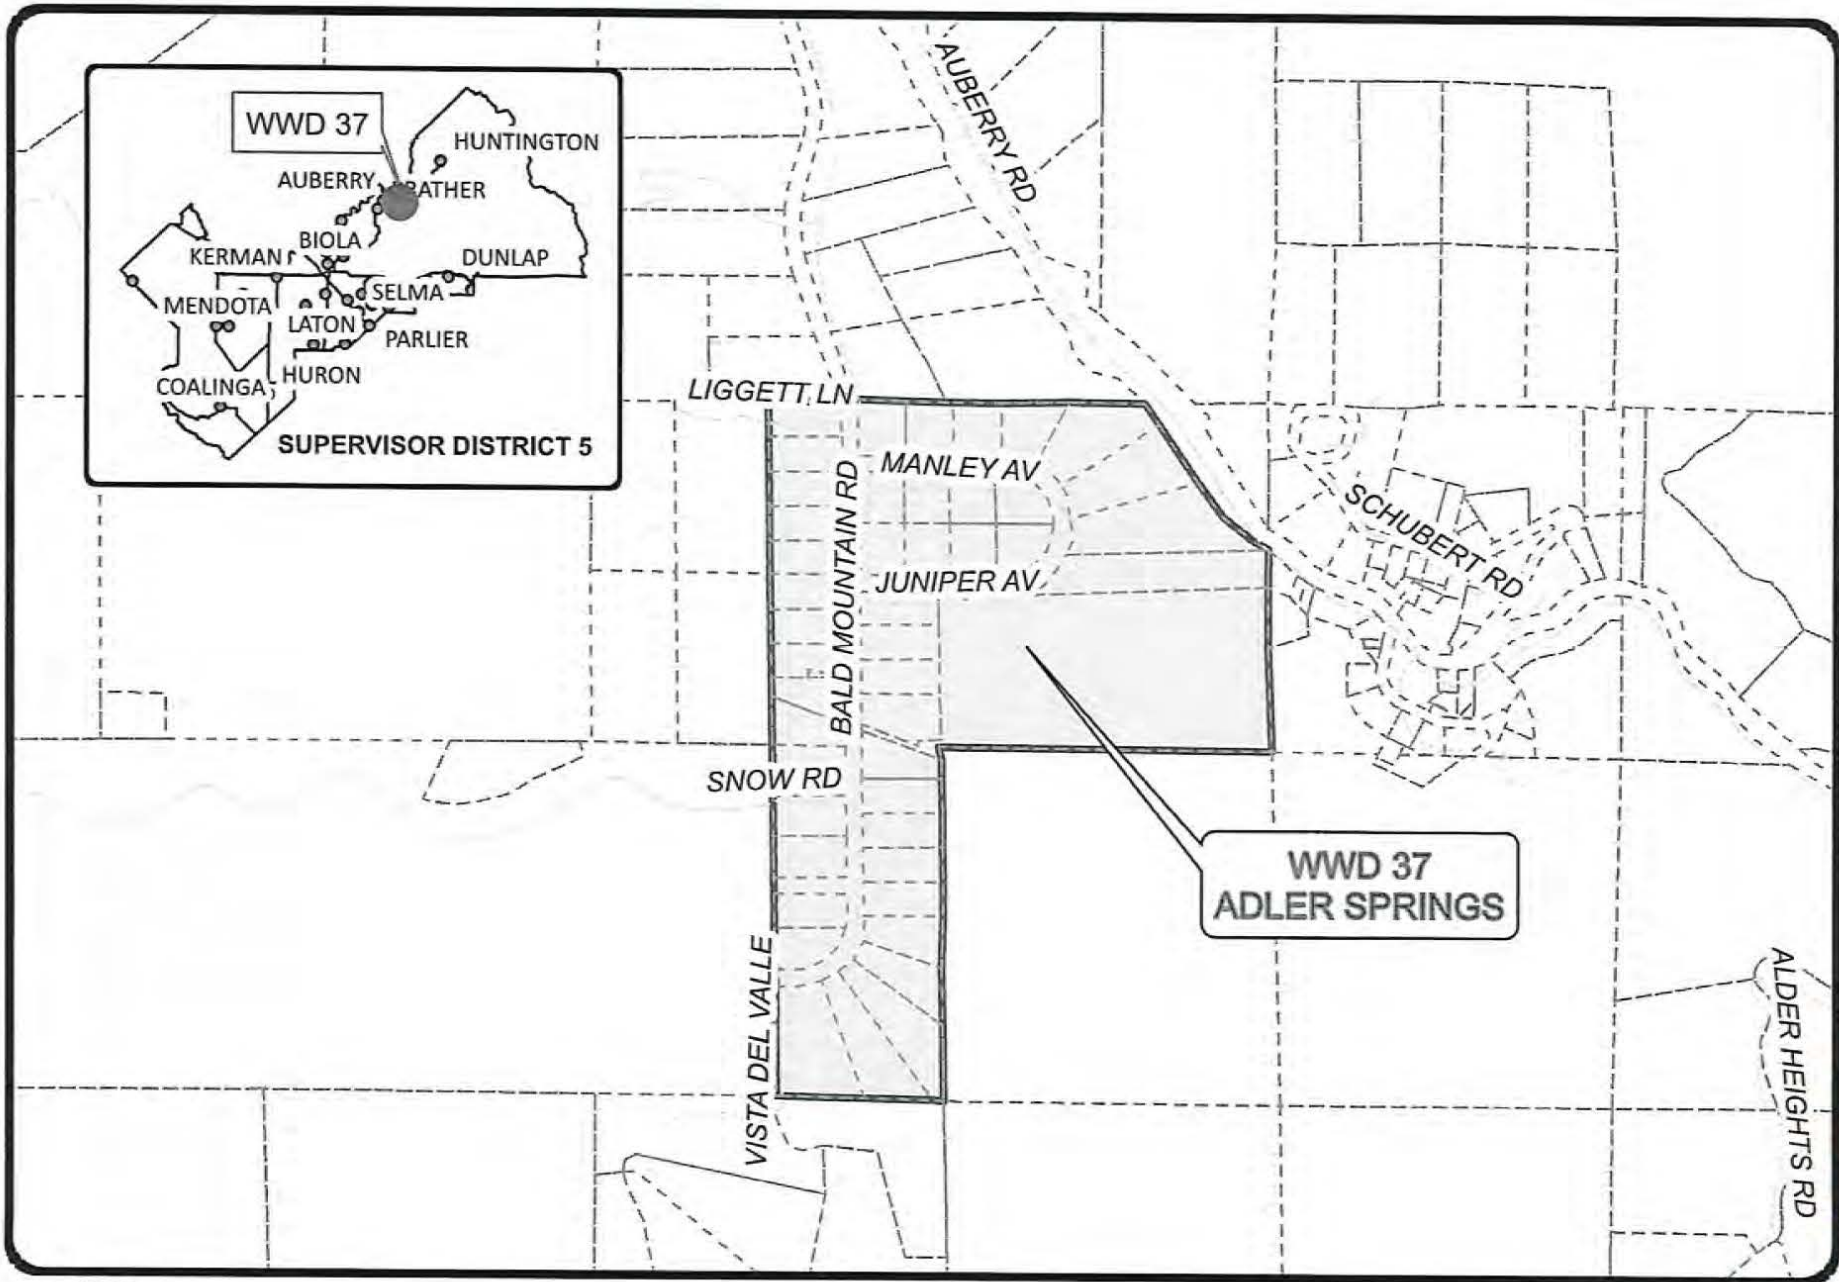 WWD 37
HUNTINGTON
AUBERRY
BIOLA
KERMAN
DUNLAP
MENDOTA
SELMA
LATON
PARLIER
COALINGA
HURON
SUPERVISOR DISTRICT 5
AUBERRY RD
LIGGETT LN
MANLEY AV
BALD MOUNTAIN RD
JUNIPER AV
SCHUBERT RD
SNOW RD
WWD 37
ADLER SPRINGS
VISTA DEL VALLE
ALDER HEIGHTS RD